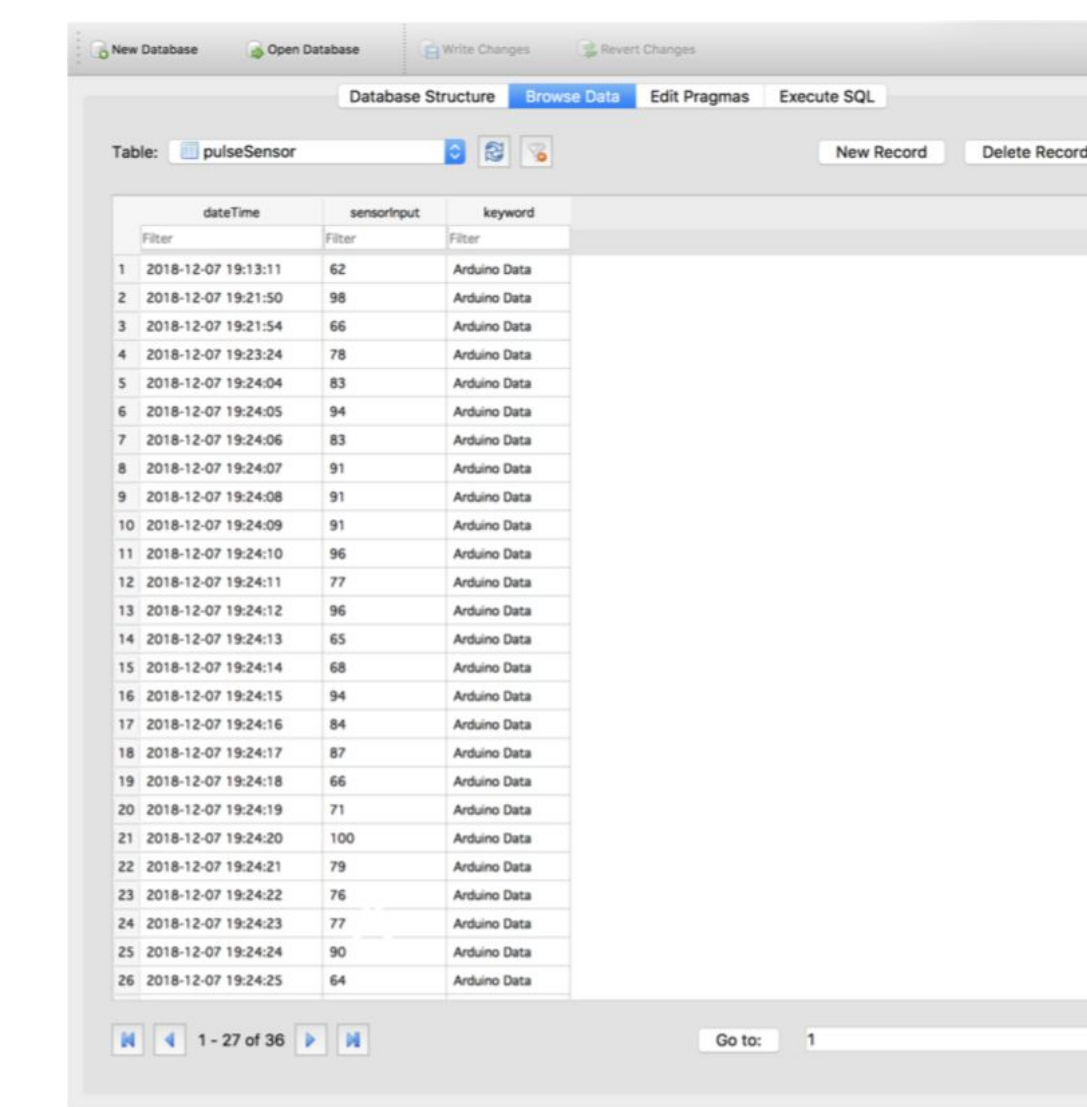 New Database Open Database Write Changes Revert Changes
Database Structure Browse Data Edit Pragmas Execute SQL
Table: pulseSensor New Record Delete Record
dateTime sensorInput keyword
Filter Filter Filter
1 2018-12-07 19:13:11 62 Arduino Data
2 2018-12-07 19:21:50 98 Arduino Data
3 2018-12-07 19:21:54 66 Arduino Data
4 2018-12-07 19:23:24 78 Arduino Data
5 2018-12-07 19:24:04 83 Arduino Data
6 2018-12-07 19:24:05 94 Arduino Data
7 2018-12-07 19:24:06 83 Arduino Data
8 2018-12-07 19:24:07 91 Arduino Data
9 2018-12-07 19:24:08 91 Arduino Data
10 2018-12-07 19:24:09 91 Arduino Data
11 2018-12-07 19:24:10 96 Arduino Data
12 2018-12-07 19:24:11 77 Arduino Data
13 2018-12-07 19:24:12 96 Arduino Data
14 2018-12-07 19:24:13 65 Arduino Data
15 2018-12-07 19:24:14 68 Arduino Data
16 2018-12-07 19:24:15 94 Arduino Data
17 2018-12-07 19:24:16 84 Arduino Data
18 2018-12-07 19:24:17 87 Arduino Data
19 2018-12-07 19:24:18 66 Arduino Data
20 2018-12-07 19:24:19 71 Arduino Data
21 2018-12-07 19:24:20 100 Arduino Data
22 2018-12-07 19:24:21 79 Arduino Data
23 2018-12-07 19:24:22 76 Arduino Data
24 2018-12-07 19:24:23 77 Arduino Data
25 2018-12-07 19:24:24 90 Arduino Data
26 2018-12-07 19:24:25 64 Arduino Data
1 - 27 of 36 Go to: 1